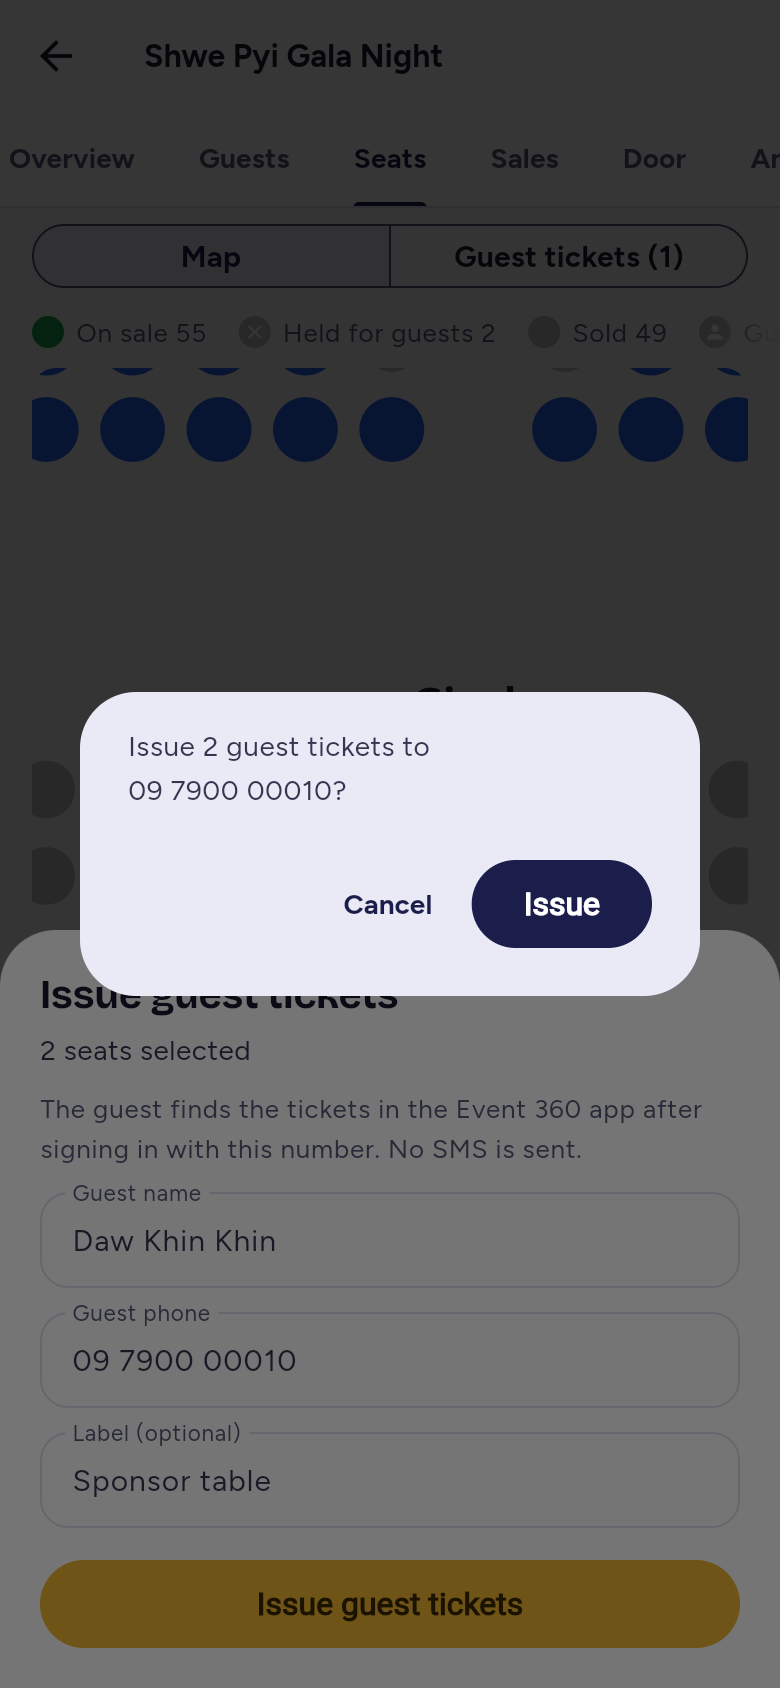 Shwe Pyi Gala Night
Overview Guests Seats Sales Door
Map Guest tickets (1)
On sale 55 Held for guests 2 Sold 49
Issue 2 guest tickets to
09 7900 00010?
Cancel Issue
Issue guest tickets
2 seats selected
The guest finds the tickets in the Event 360 app after
signing in with this number. No SMS is sent.
Guest name
Daw Khin Khin
Guest phone
09 7900 00010
Label (optional)
Sponsor table
Issue guest tickets